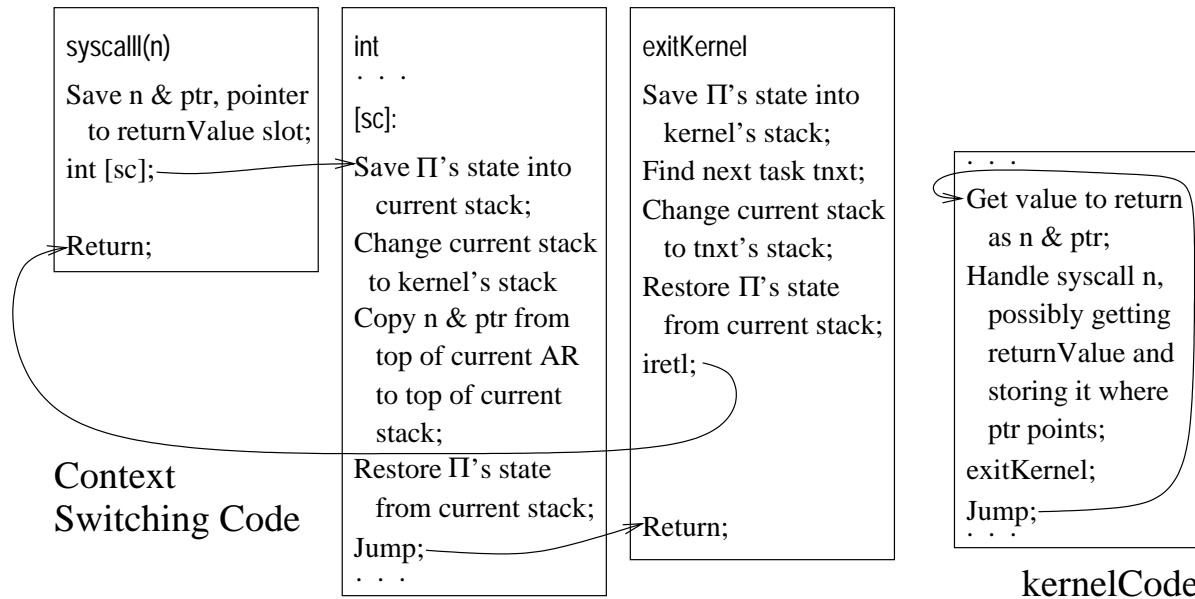 syscalll(n)
Save n & ptr, pointer
to returnValue slot;
int [sc];
Return;
Context
Switching Code
int
. . .
[sc]:
Save Π's state into
current stack;
Change current stack
to kernel's stack
Copy n & ptr from
top of current AR
to top of current
stack;
Restore Π's state
from current stack;
Jump;
. . .
exitKernel
Save Π's state into
kernel's stack;
Find next task tnxt;
Change current stack
to tnxt's stack;
Restore Π's state
from current stack;
iretl;
Return;
. . .
Get value to return
as n & ptr;
Handle syscall n,
possibly getting
returnValue and
storing it where
ptr points;
exitKernel;
Jump;
. . .
kernelCode